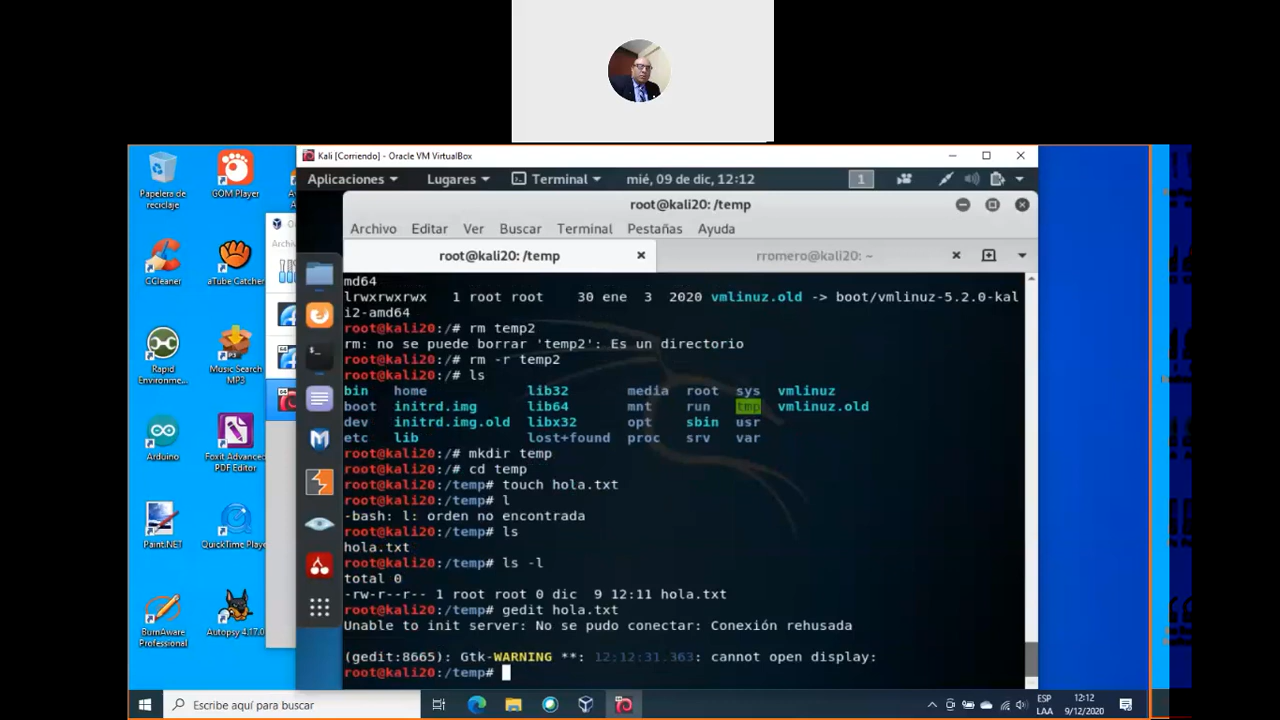 Kali [Corriendo] - Oracle VM VirtualBox
Aplicaciones Lugares Terminal mié, 09 de dic, 12:12 1
root@kali20: /temp
Archivo Editar Ver Buscar Terminal Pestañas Ayuda
root@kali20: /temp rromero@kali20: ~
md64
lrwxrwxrwx 1 root root 30 ene 3 2020 vmlinuz.old -> boot/vmlinuz-5.2.0-kal
i2-amd64
root@kali20:/# rm temp2
rm: no se puede borrar 'temp2': Es un directorio
root@kali20:/# rm -r temp2
root@kali20:/# ls
bin home lib32 media root sys vmlinuz
boot initrd.img lib64 mnt run tmp vmlinuz.old
dev initrd.img.old libx32 opt sbin usr
etc lib lost+found proc srv var
root@kali20:/# mkdir temp
root@kali20:/# cd temp
root@kali20:/temp# touch hola.txt
root@kali20:/temp# l
-bash: l: orden no encontrada
root@kali20:/temp# ls
hola.txt
root@kali20:/temp# ls -l
total 0
-rw-r--r-- 1 root root 0 dic 9 12:11 hola.txt
root@kali20:/temp# gedit hola.txt
Unable to init server: No se pudo conectar: Conexión rehusada
(gedit:8665): Gtk-WARNING **: 12:12:31.363: cannot open display:
root@kali20:/temp#
Papelera de
reciclaje
GOM Player
CCleaner
aTube Catcher
Rapid
Environme...
Music Search
MP3
Arduino
Foxit Advanced
PDF Editor
Paint.NET
QuickTime Playe
BurnAware
Professional
Autopsy 4.17.0
Archi
Escribe aquí para buscar
ESP
LAA
12:12
9/12/2020